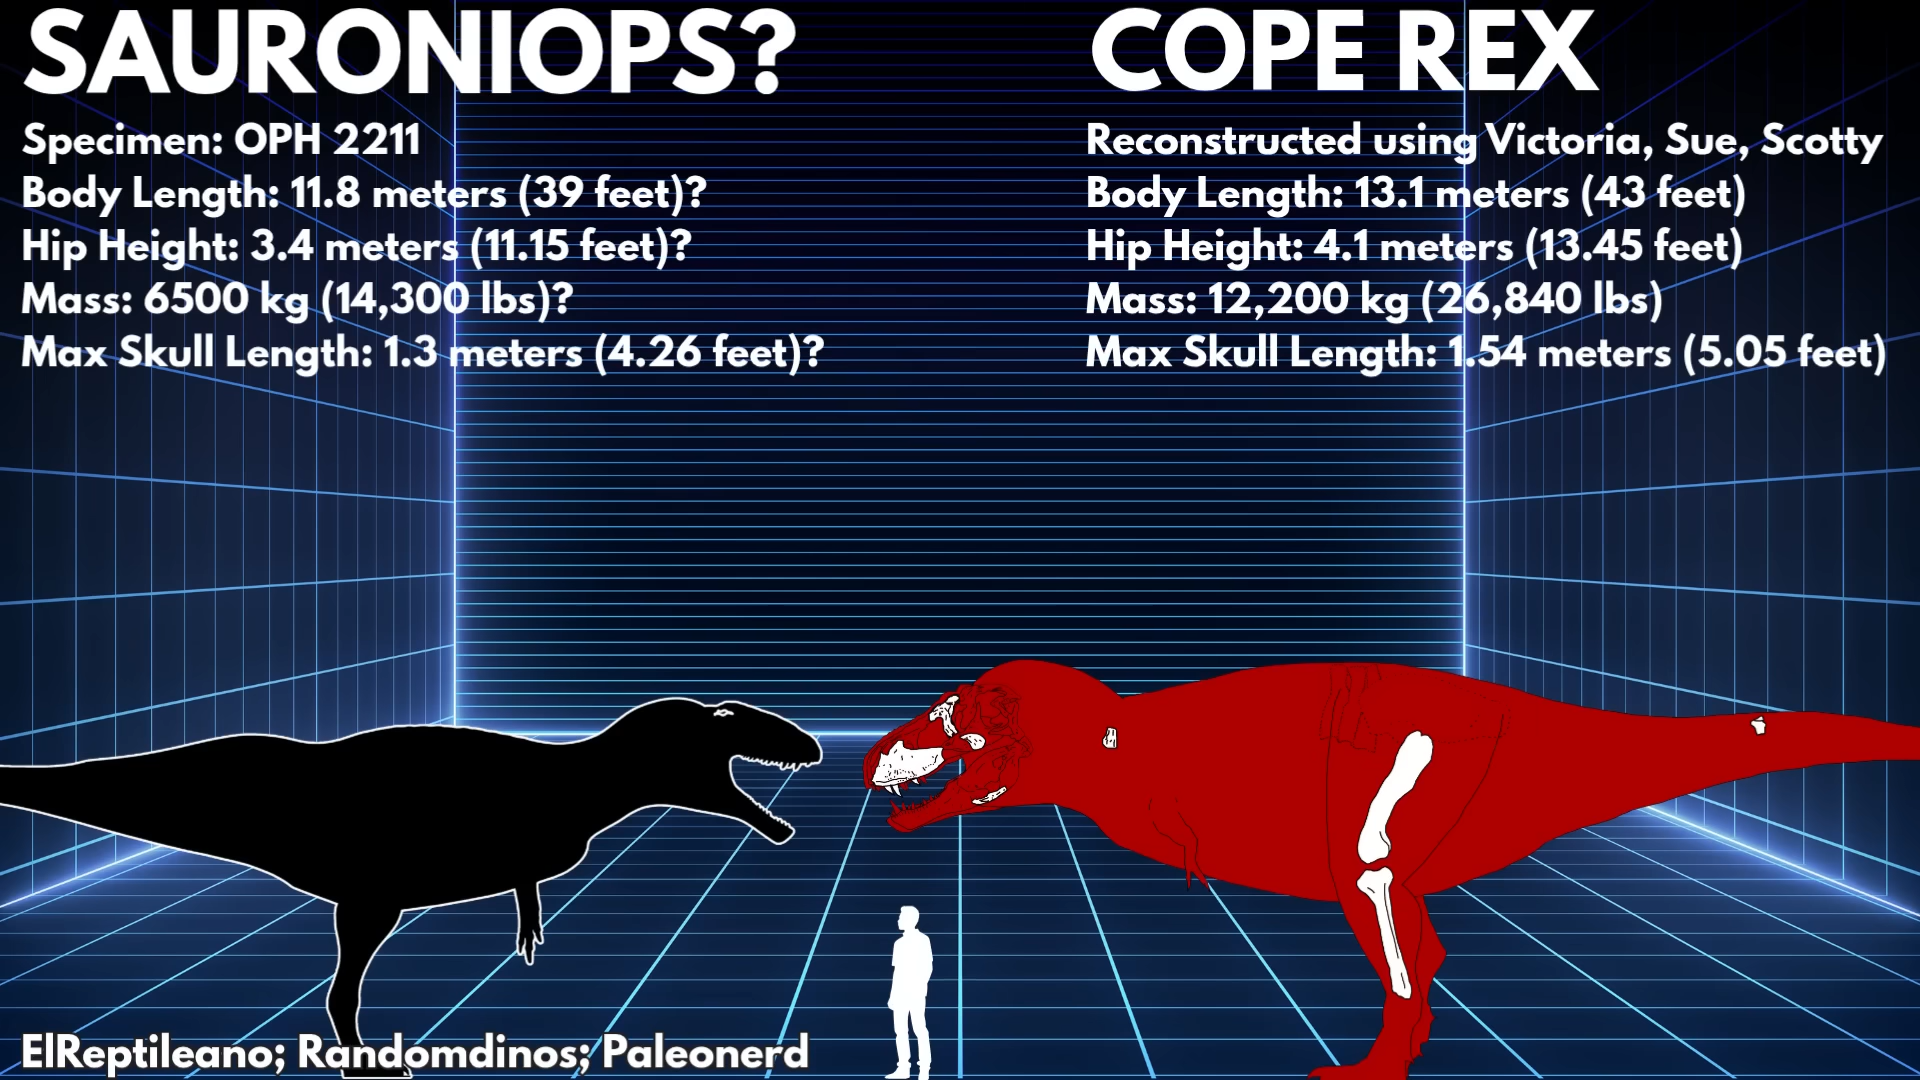 SAURONIOPS?
Specimen: OPH 2211
Body Length: 11.8 meters (39 feet)?
Hip Height: 3.4 meters (11.15 feet)?
Mass: 6500 kg (14,300 lbs)?
Max Skull Length: 1.3 meters (4.26 feet)?
COPE REX
Reconstructed using Victoria, Sue, Scotty
Body Length: 13.1 meters (43 feet)
Hip Height: 4.1 meters (13.45 feet)
Mass: 12,200 kg (26,840 lbs)
Max Skull Length: 1.54 meters (5.05 feet)
ElReptileano; Randomdinos; Paleonerd